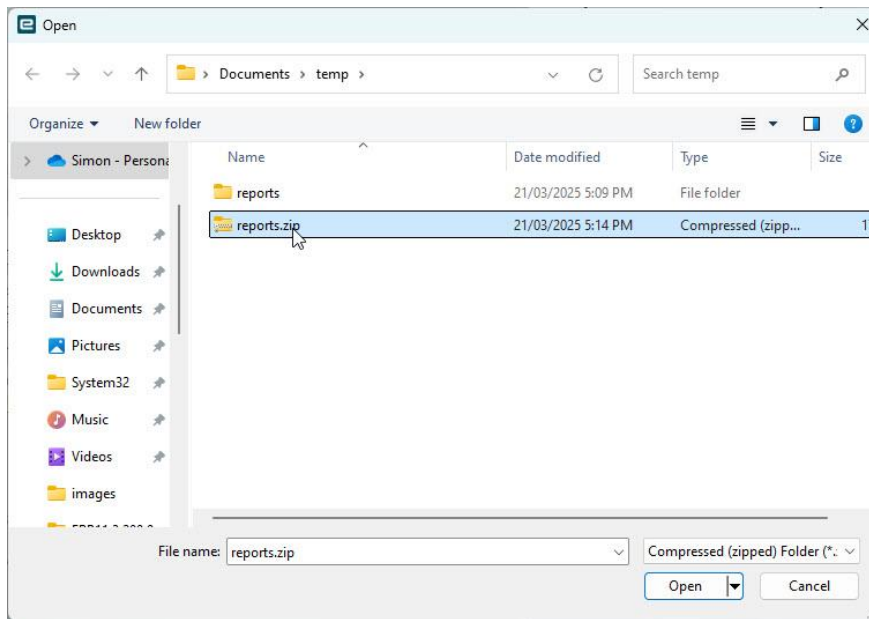 Open
Documents > temp >
Search temp
Organize
New folder
Simon - Persona
Name
Date modified
Type
Size
reports
21/03/2025 5:09 PM
File folder
reports.zip
21/03/2025 5:14 PM
Compressed (zipp...
1
Desktop
Downloads
Documents
Pictures
System32
Music
Videos
images
File name:
reports.zip
Compressed (zipped) Folder (*.:
Open
Cancel